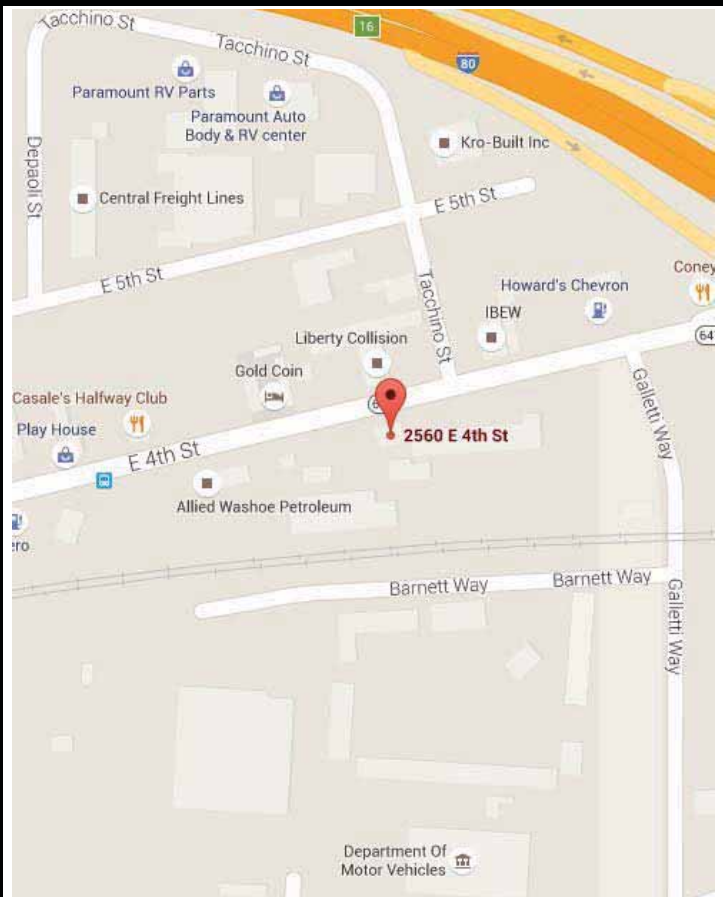 Tacchino St
16
Tacchino St
80
Paramount RV Parts
Paramount Auto
Body & RV center
Kro-Built Inc
Depaoli St
Central Freight Lines
E 5th St
E 5th St
Tacchino St
Coney
Howard's Chevron
IBEW
64
Liberty Collision
Gold Coin
Galletti Way
Casale's Halfway Club
Play House
2560 E 4th St
E 4th St
Allied Washoe Petroleum
ero
Barnett Way
Barnett Way
Galletti Way
Department Of
Motor Vehicles